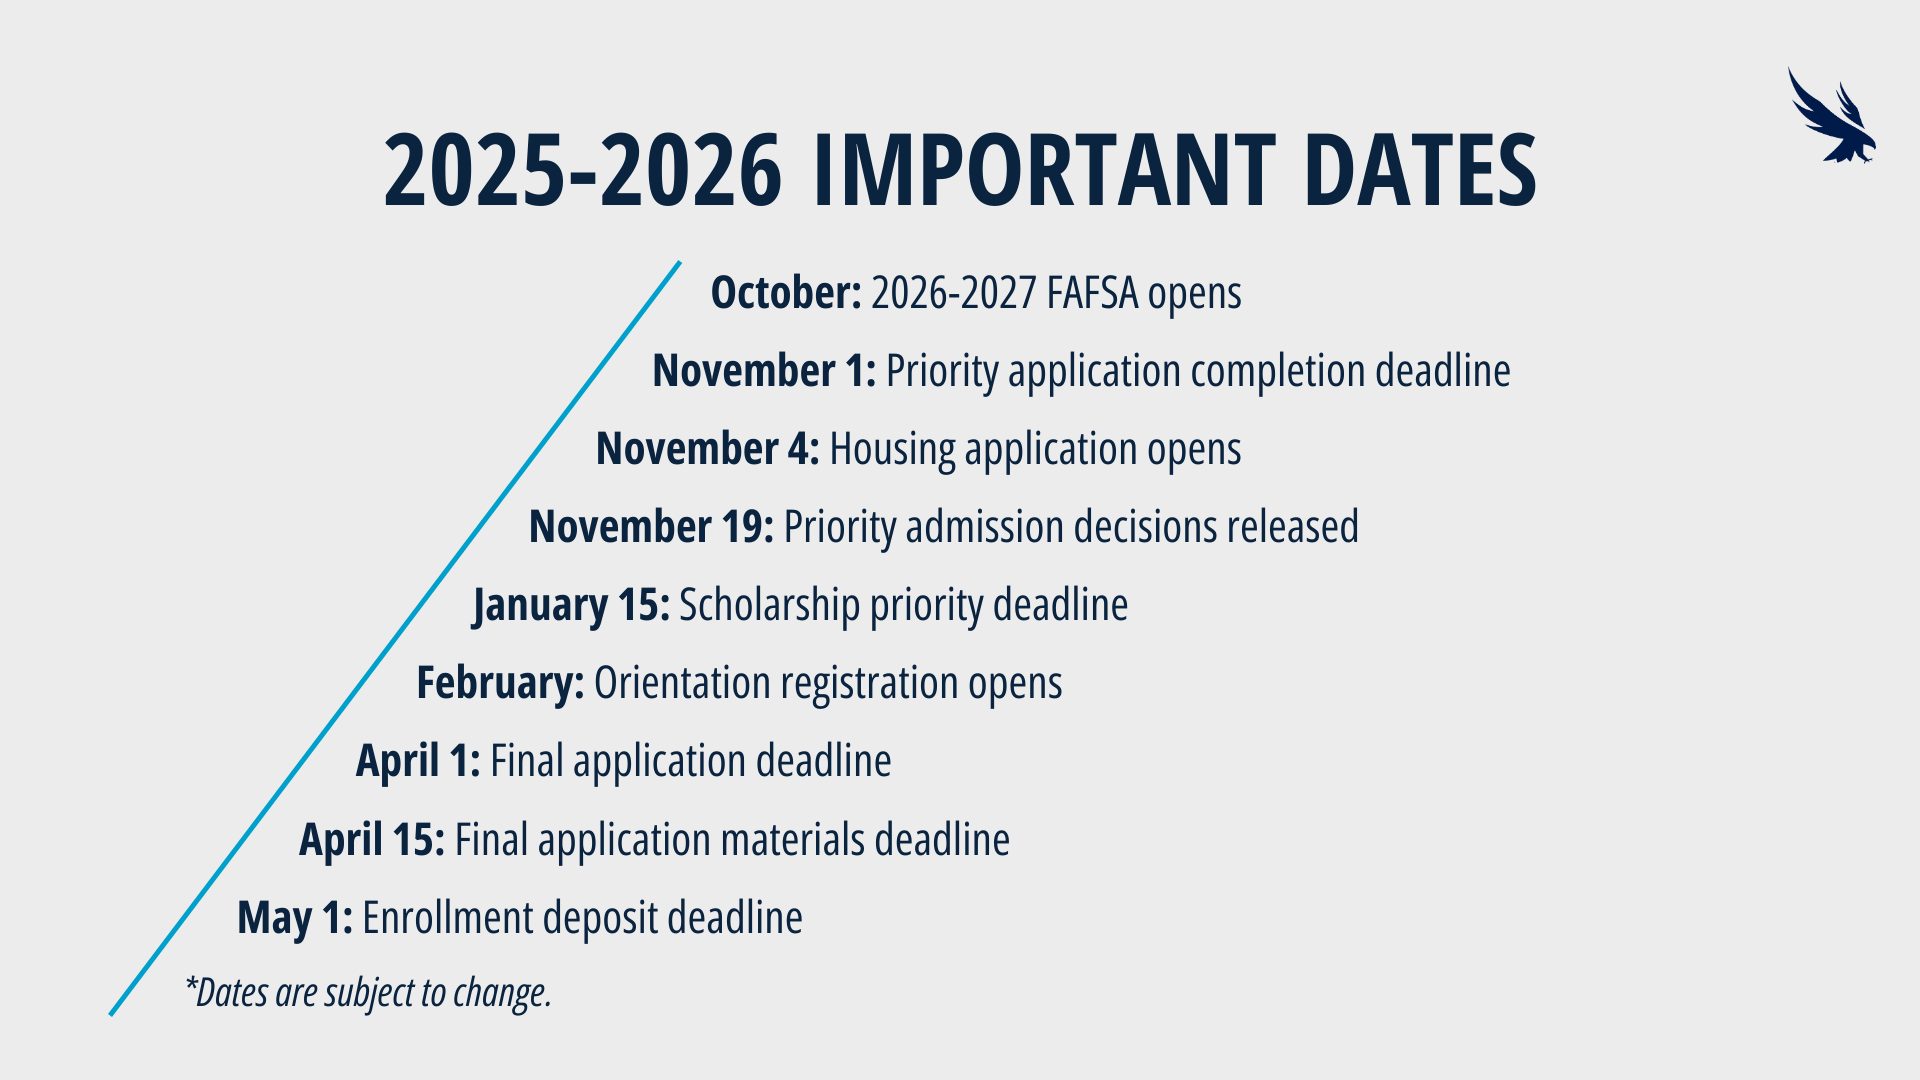 2025-2026 IMPORTANT DATES
October: 2026-2027 FAFSA opens
November 1: Priority application completion deadline
November 4: Housing application opens
November 19: Priority admission decisions released
January 15: Scholarship priority deadline
February: Orientation registration opens
April 1: Final application deadline
April 15: Final application materials deadline
May 1: Enrollment deposit deadline
*Dates are subject to change.